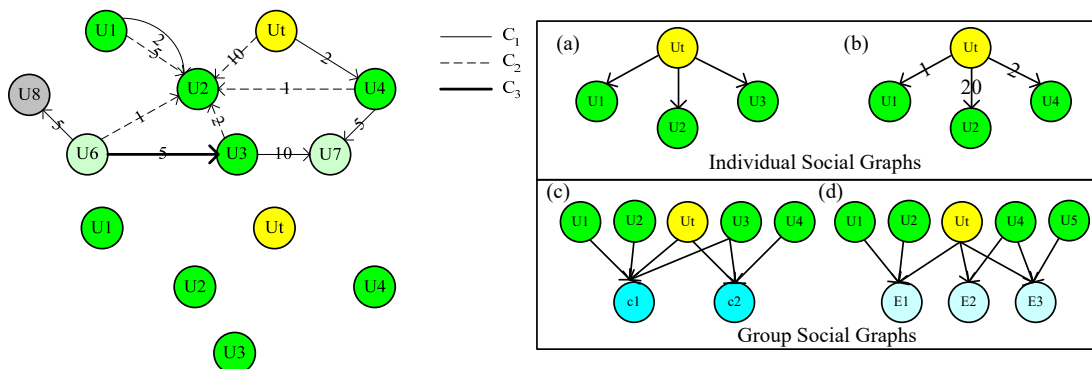 U1
Ut
2
5
10
2
C1
C2
C3
U8
U2
1
U4
5
1
2
5
U6
5
U3
10
U7
U1
Ut
U2
U4
U3
(a)
Ut
U1
U3
U2
(b)
Ut
1
20
2
U1
U4
U2
Individual Social Graphs
(c)
U1
U2
Ut
U3
U4
c1
c2
(d)
U1
U2
Ut
U4
U5
E1
E2
E3
Group Social Graphs